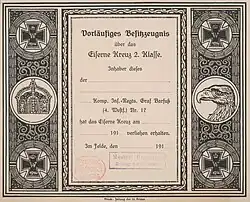 Vorläufiges Besitzeugnis
über das
Eiserne Kreuz 2. Klasse.
Inhaber dieses
der
Komp. Inf.-Regts. Graf Barfuß
(4. Westf.) Nr. 17
hat das Eiserne Kreuz am
191 verliehen erhalten.
Im Felde, den 191